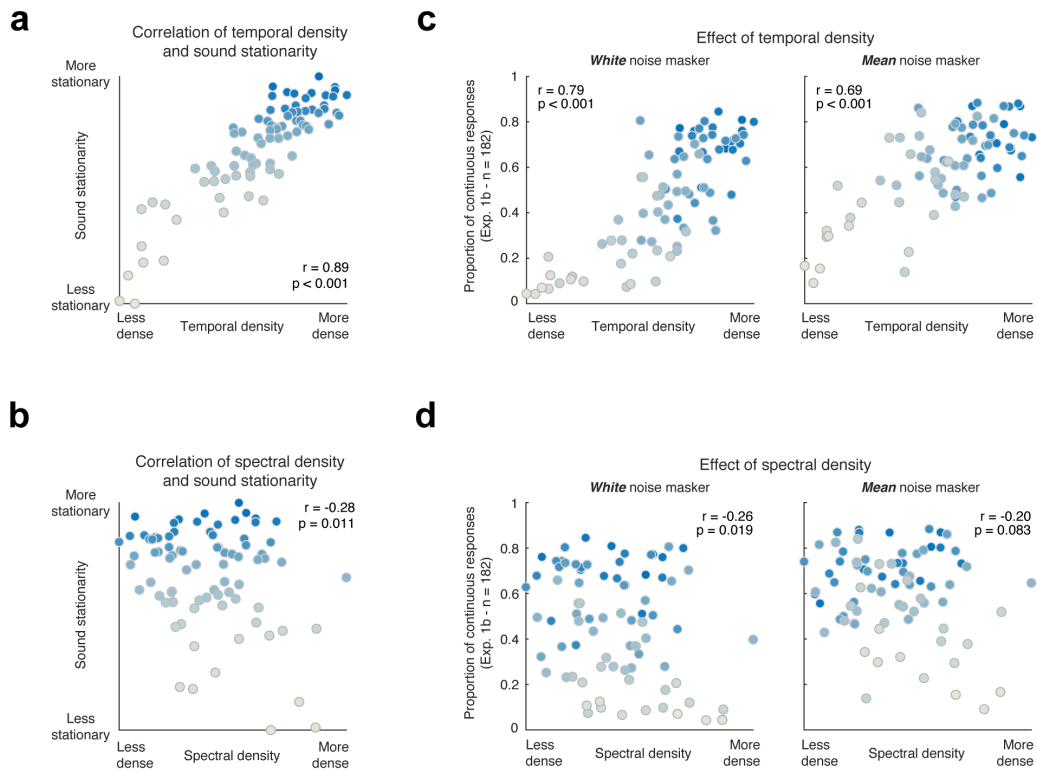 a
Correlation of temporal density
and sound stationarity
More
stationary
Sound stationarity
Less
stationary
r = 0.89
p < 0.001
Less
dense
Temporal density
More
dense
c
Effect of temporal density
White noise masker
Mean noise masker
Proportion of continuous responses
(Exp. 1b - n = 182)
1
0.8
0.6
0.4
0.2
0
r = 0.79
p < 0.001
Less
dense
Temporal density
More
dense
r = 0.69
p < 0.001
Less
dense
Temporal density
More
dense
b
Correlation of spectral density
and sound stationarity
More
stationary
Sound stationarity
Less
stationary
r = -0.28
p = 0.011
Less
dense
Spectral density
More
dense
d
Effect of spectral density
White noise masker
Mean noise masker
Proportion of continuous responses
(Exp. 1b - n = 182)
1
0.8
0.6
0.4
0.2
0
r = -0.26
p = 0.019
Less
dense
Spectral density
More
dense
r = -0.20
p = 0.083
Less
dense
Spectral density
More
dense